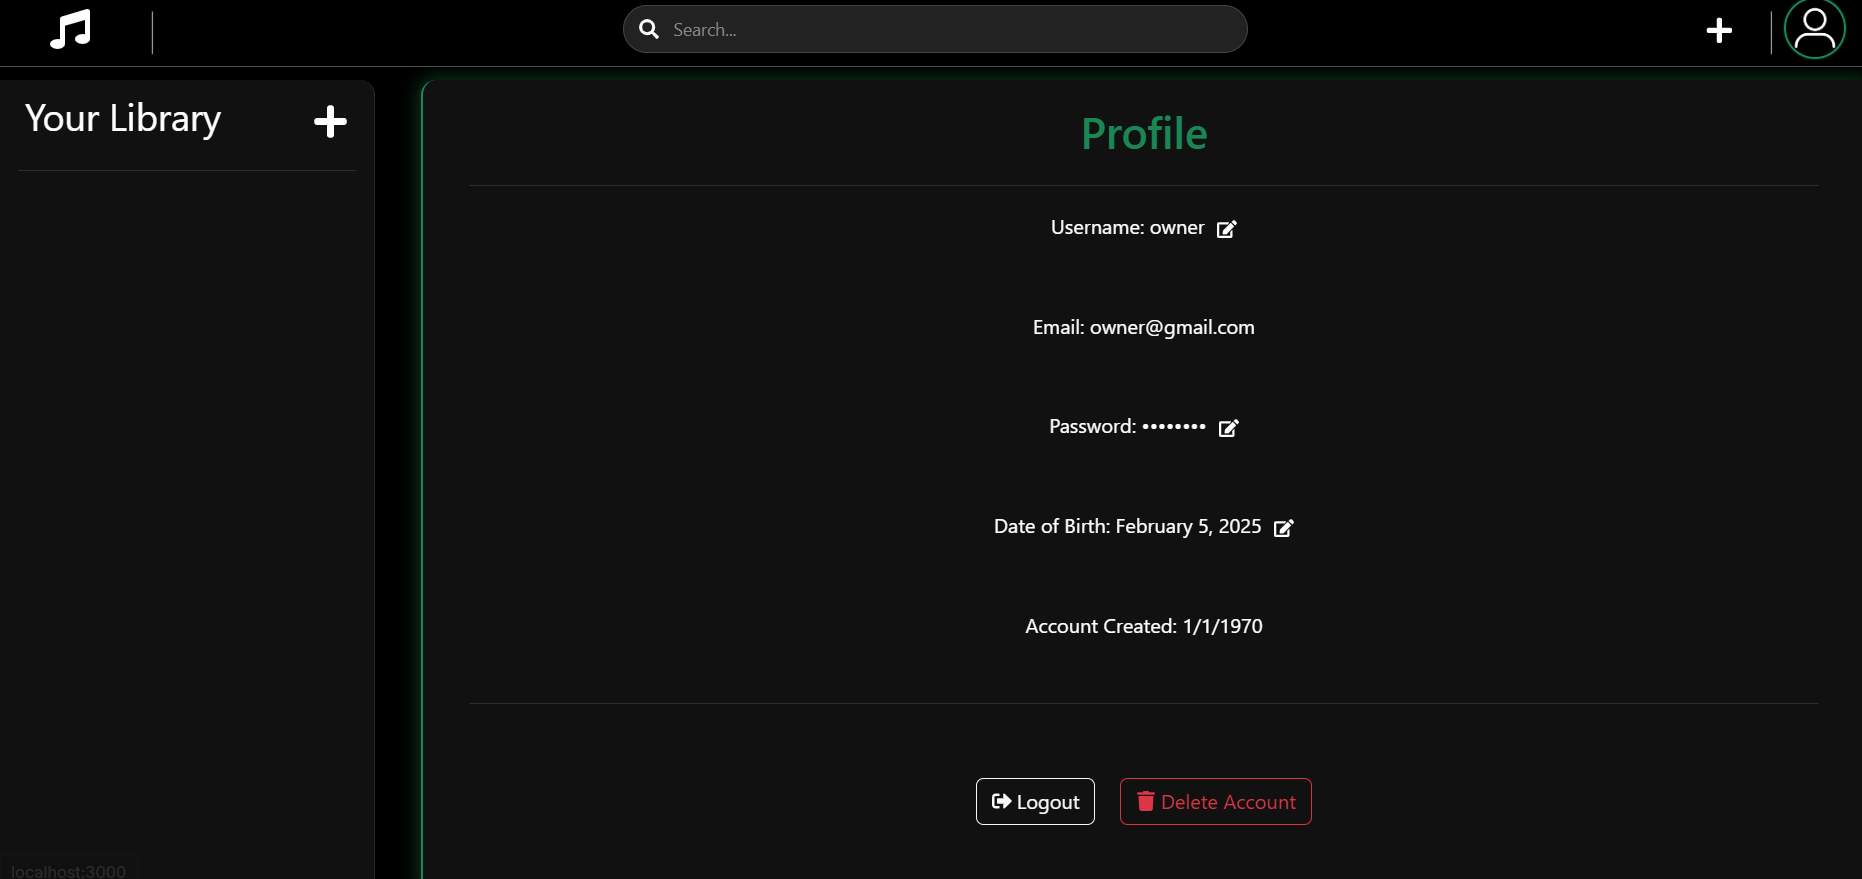 Search...
Your Library
Profile
Username: owner
Email: owner@gmail.com
Password: ••••••••
Date of Birth: February 5, 2025
Account Created: 1/1/1970
Logout
Delete Account
localhost:3000